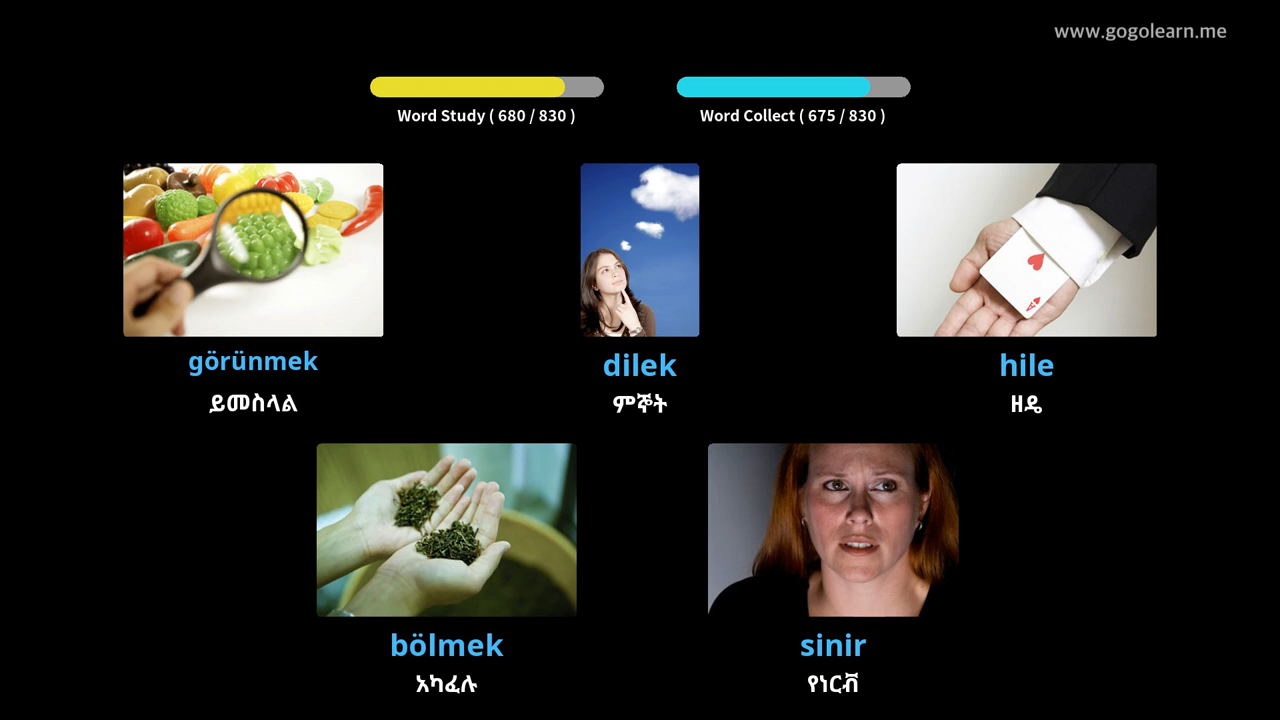 www.gogolearn.me
Word Study ( 680 / 830 )
Word Collect ( 675 / 830 )
görünmek
ይመስላል
dilek
ምኞት
hile
ዘዴ
bölmek
አካፈሉ
sinir
የነርቭ